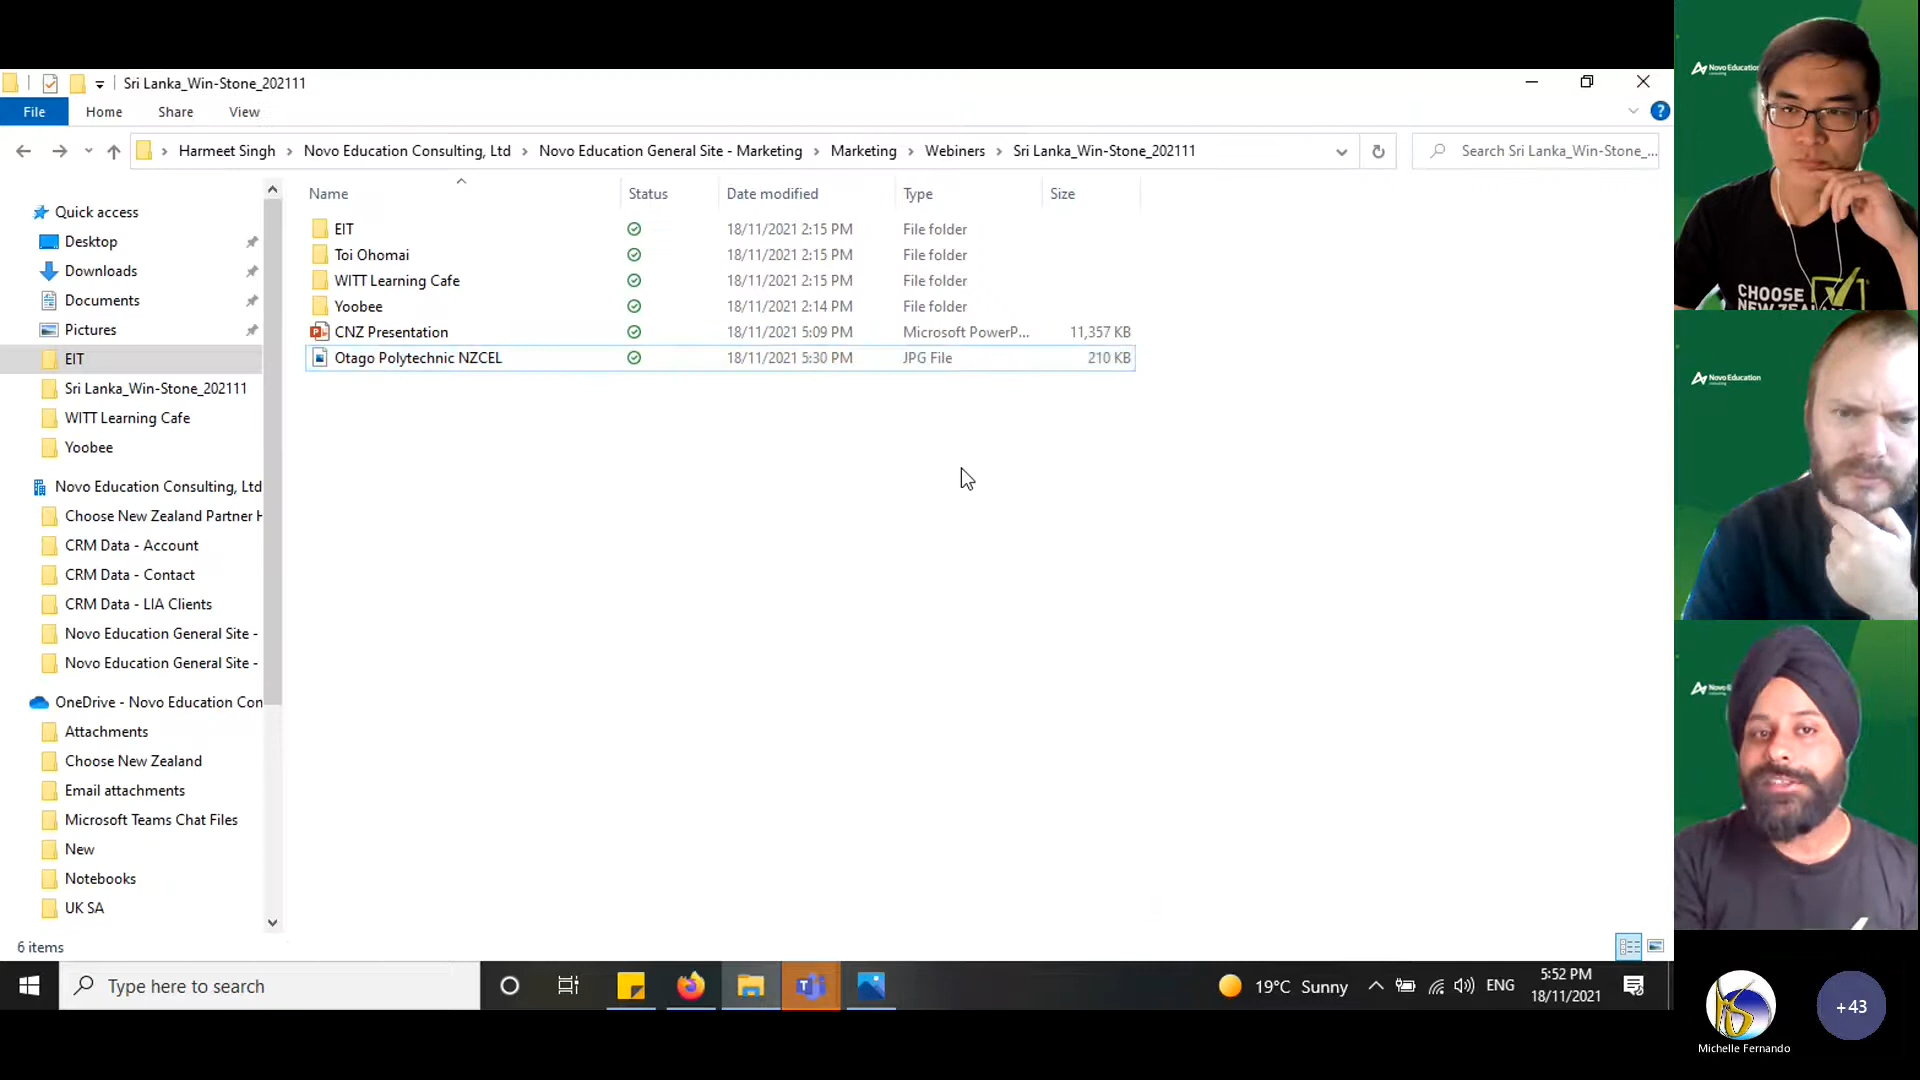 Sri Lanka_Win-Stone_202111
File Home Share View
Harmeet Singh Novo Education Consulting, Ltd Novo Education General Site - Marketing Marketing Webiners Sri Lanka_Win-Stone_202111
Search Sri Lanka_Win-Stone_...
Name Status Date modified Type Size
EIT 18/11/2021 2:15 PM File folder
Toi Ohomai 18/11/2021 2:15 PM File folder
WITT Learning Cafe 18/11/2021 2:15 PM File folder
Yoobee 18/11/2021 2:14 PM File folder
CNZ Presentation 18/11/2021 5:09 PM Microsoft PowerP... 11,357 KB
Otago Polytechnic NZCEL 18/11/2021 5:30 PM JPG File 210 KB
Quick access
Desktop
Downloads
Documents
Pictures
EIT
Sri Lanka_Win-Stone_202111
WITT Learning Cafe
Yoobee
Novo Education Consulting, Ltd
Choose New Zealand Partner H
CRM Data - Account
CRM Data - Contact
CRM Data - LIA Clients
Novo Education General Site -
Novo Education General Site -
OneDrive - Novo Education Con
Attachments
Choose New Zealand
Email attachments
Microsoft Teams Chat Files
New
Notebooks
UK SA
6 items
Type here to search
19°C Sunny
ENG
5:52 PM
18/11/2021
Novo Education
CHOOSE
NEW ZEALA
Novo Education
Novo E
Michelle Fernando
+43